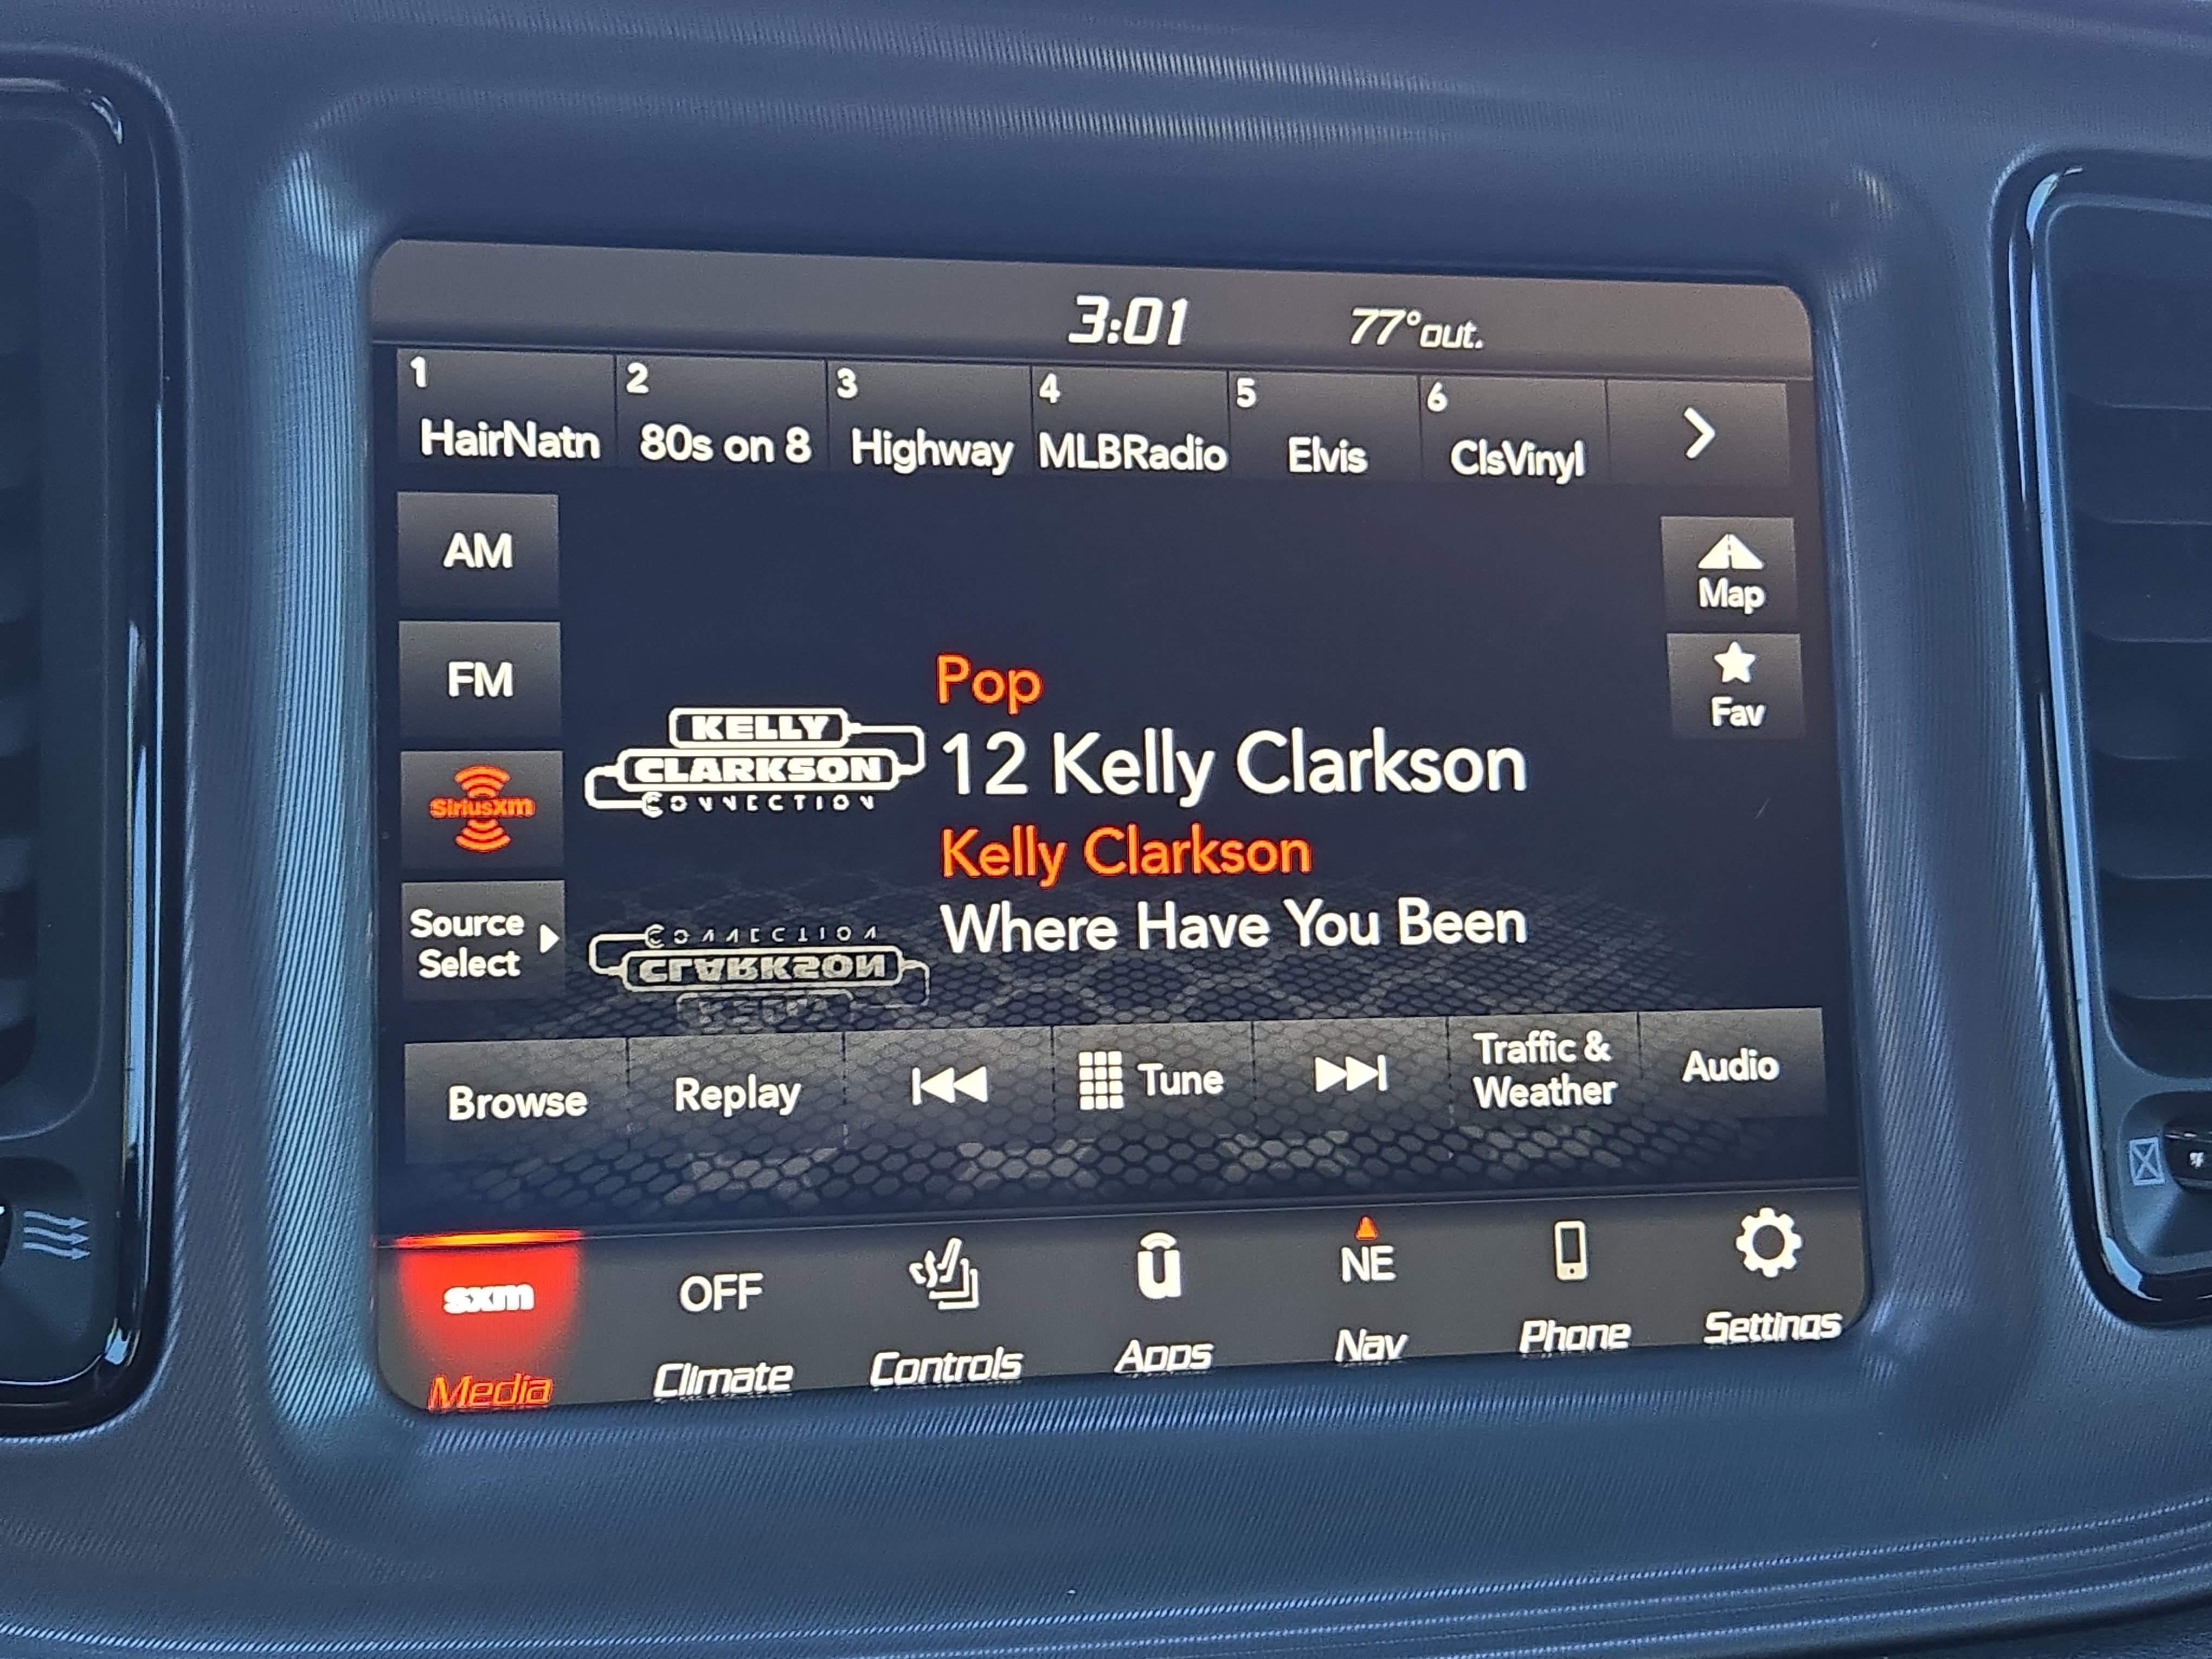 3:01 77°out.
1 2 3 4 5 6
HairNatn 80s on 8 Highway MLBRadio Elvis ClsVinyl
AM
Map
FM
Fav
Pop
KELLY
CLARKSON
CONNECTION
12 Kelly Clarkson
SiriusXM
Kelly Clarkson
Source
Select
Where Have You Been
Browse Replay Tune Traffic &
Weather Audio
sxm OFF NE
Media Climate Controls Apps Nav Phone Settings